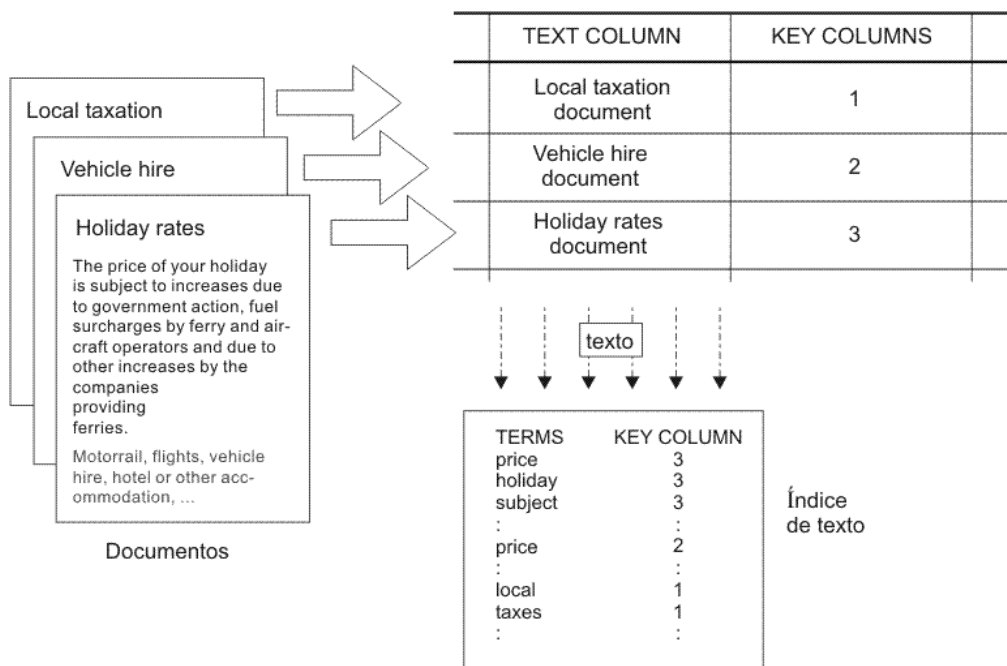 Local taxation
Vehicle hire
Holiday rates
The price of your holiday
is subject to increases due
to government action, fuel
surcharges by ferry and air-
craft operators and due to
other increases by the
companies
providing
ferries.
Motorrail, flights, vehicle
hire, hotel or other acc-
ommodation, ...
Documentos
TEXT COLUMN KEY COLUMNS
Local taxation
document 1
Vehicle hire
document 2
Holiday rates
document 3
texto
TERMS KEY COLUMN
price 3
holiday 3
subject 3
: :
price 2
: :
local 1
taxes 1
: :
Índice
de texto